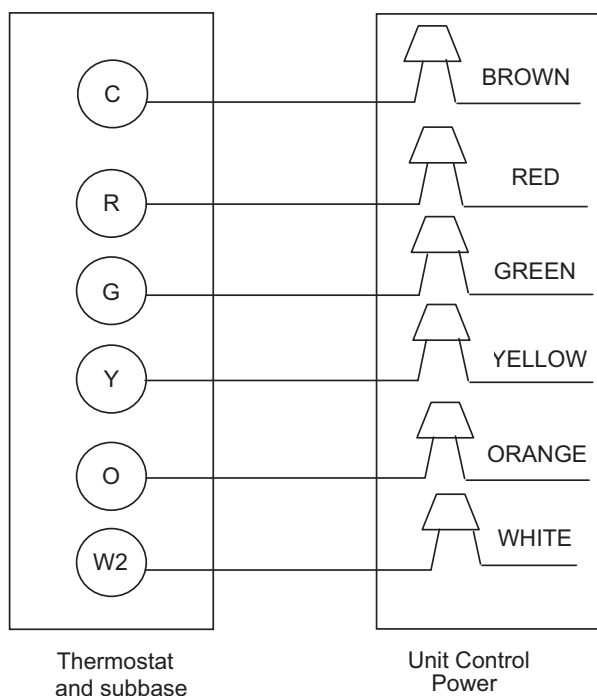 C
BROWN
R
RED
G
GREEN
Y
YELLOW
O
ORANGE
W2
WHITE
Thermostat
and subbase
Unit Control
Power